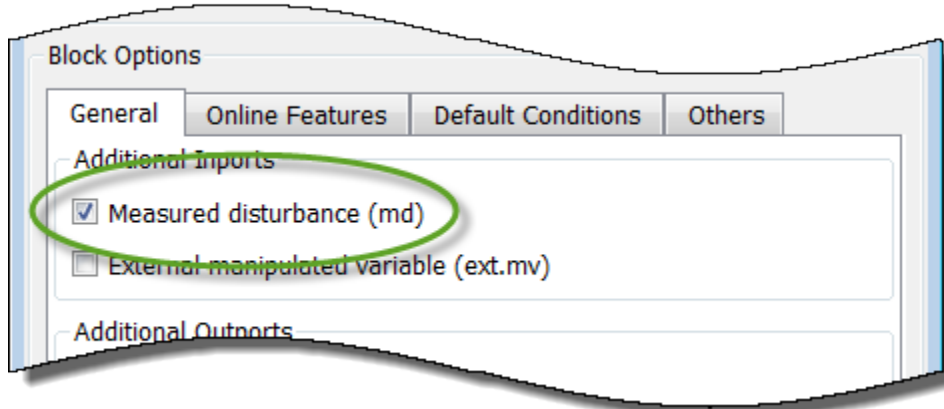 Block Options
General Online Features Default Conditions Others
Additional Inports
Measured disturbance (md)
External manipulated variable (ext.mv)
Additional Outports